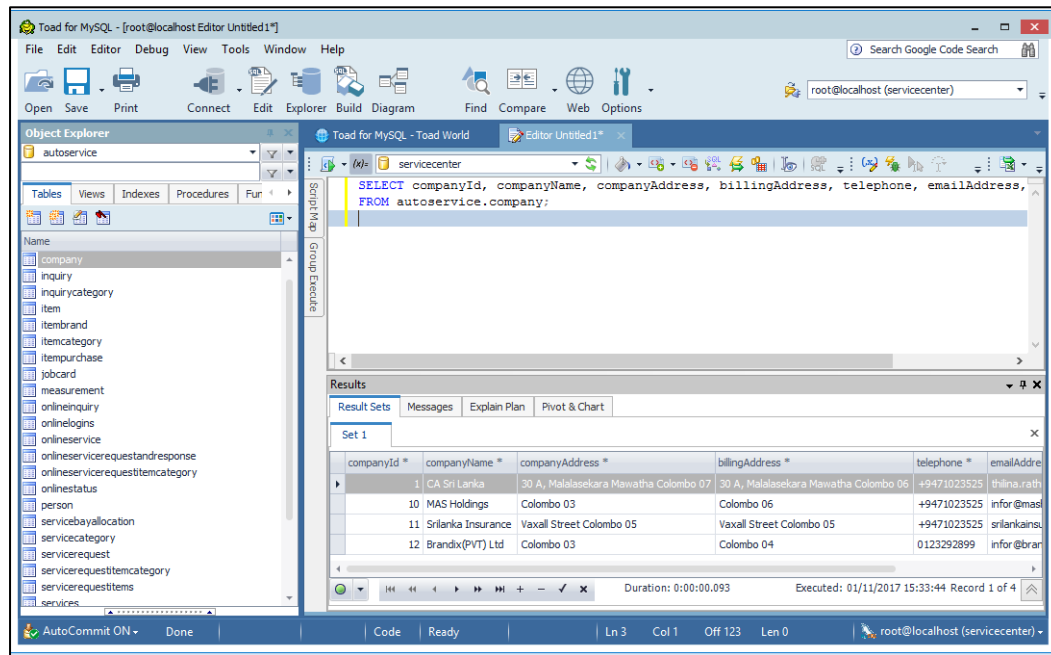 Toad for MySQL - [root@localhost Editor Untitled1*]
File Edit Editor Debug View Tools Window Help
Search Google Code Search
Open Save Print Connect Edit Explorer Build Diagram Find Compare Web Options
root@localhost (servicecenter)
Object Explorer
Toad for MySQL - Toad World
Editor Untitled1*
autoservice
(x)=
servicecenter
Tables Views Indexes Procedures Fur
Script Map
Group Execute
SELECT companyId, companyName, companyAddress, billingAddress, telephone, emailAddress,
FROM autoservice.company;
Name
company
inquiry
inquirycategory
item
itembrand
itemcategory
itempurchase
jobcard
measurement
onlineinquiry
onlinelogins
onlineservice
onlineservicerequestandresponse
onlineservicerequestitemcategory
onlinestatus
person
servicebayallocation
servicecategory
servicerequest
servicerequestitemcategory
servicerequestitems
services
Results
Result Sets Messages Explain Plan Pivot & Chart
Set 1
companyId * companyName * companyAddress * billingAddress * telephone * emailAddre
1 CA Sri Lanka 30 A, Malalasekara Mawatha Colombo 07 30 A, Malalasekara Mawatha Colombo 06 +9471023525 thilina.rath
10 MAS Holdings Colombo 03 Colombo 06 +9471023525 infor@mas
11 Srilanka Insurance Vaxall Street Colombo 05 Vaxall Street Colombo 05 +9471023525 srilankainsu
12 Brandix(PVT) Ltd Colombo 03 Colombo 04 0123292899 infor@bran
Duration: 0:00:00.093 Executed: 01/11/2017 15:33:44 Record 1 of 4
AutoCommit ON Done Code Ready Ln 3 Col 1 Off 123 Len 0 root@localhost (servicecenter)